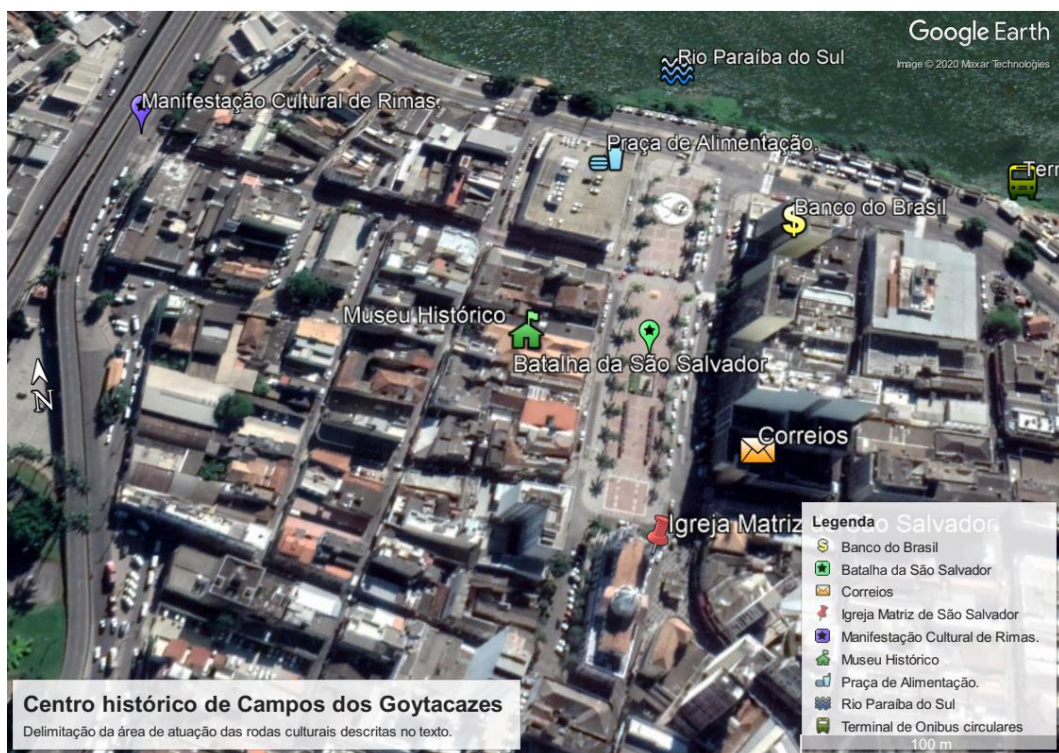 Google Earth
Image © 2020 Maxar Technologies
Rio Paraíba do Sul
Manifestação Cultural de Rimas.
Praça de Alimentação.
Term
Banco do Brasil
Museu Histórico
Batalha da São Salvador
N
Correios
Igreja Matriz São Salvador.
Legenda
Banco do Brasil
Batalha da São Salvador
Correios
Igreja Matriz de São Salvador
Manifestação Cultural de Rimas.
Museu Histórico
Praça de Alimentação.
Rio Paraíba do Sul
Terminal de Onibus circulares
100 m
Centro histórico de Campos dos Goytacazes
Delimitação da área de atuação das rodas culturais descritas no texto.